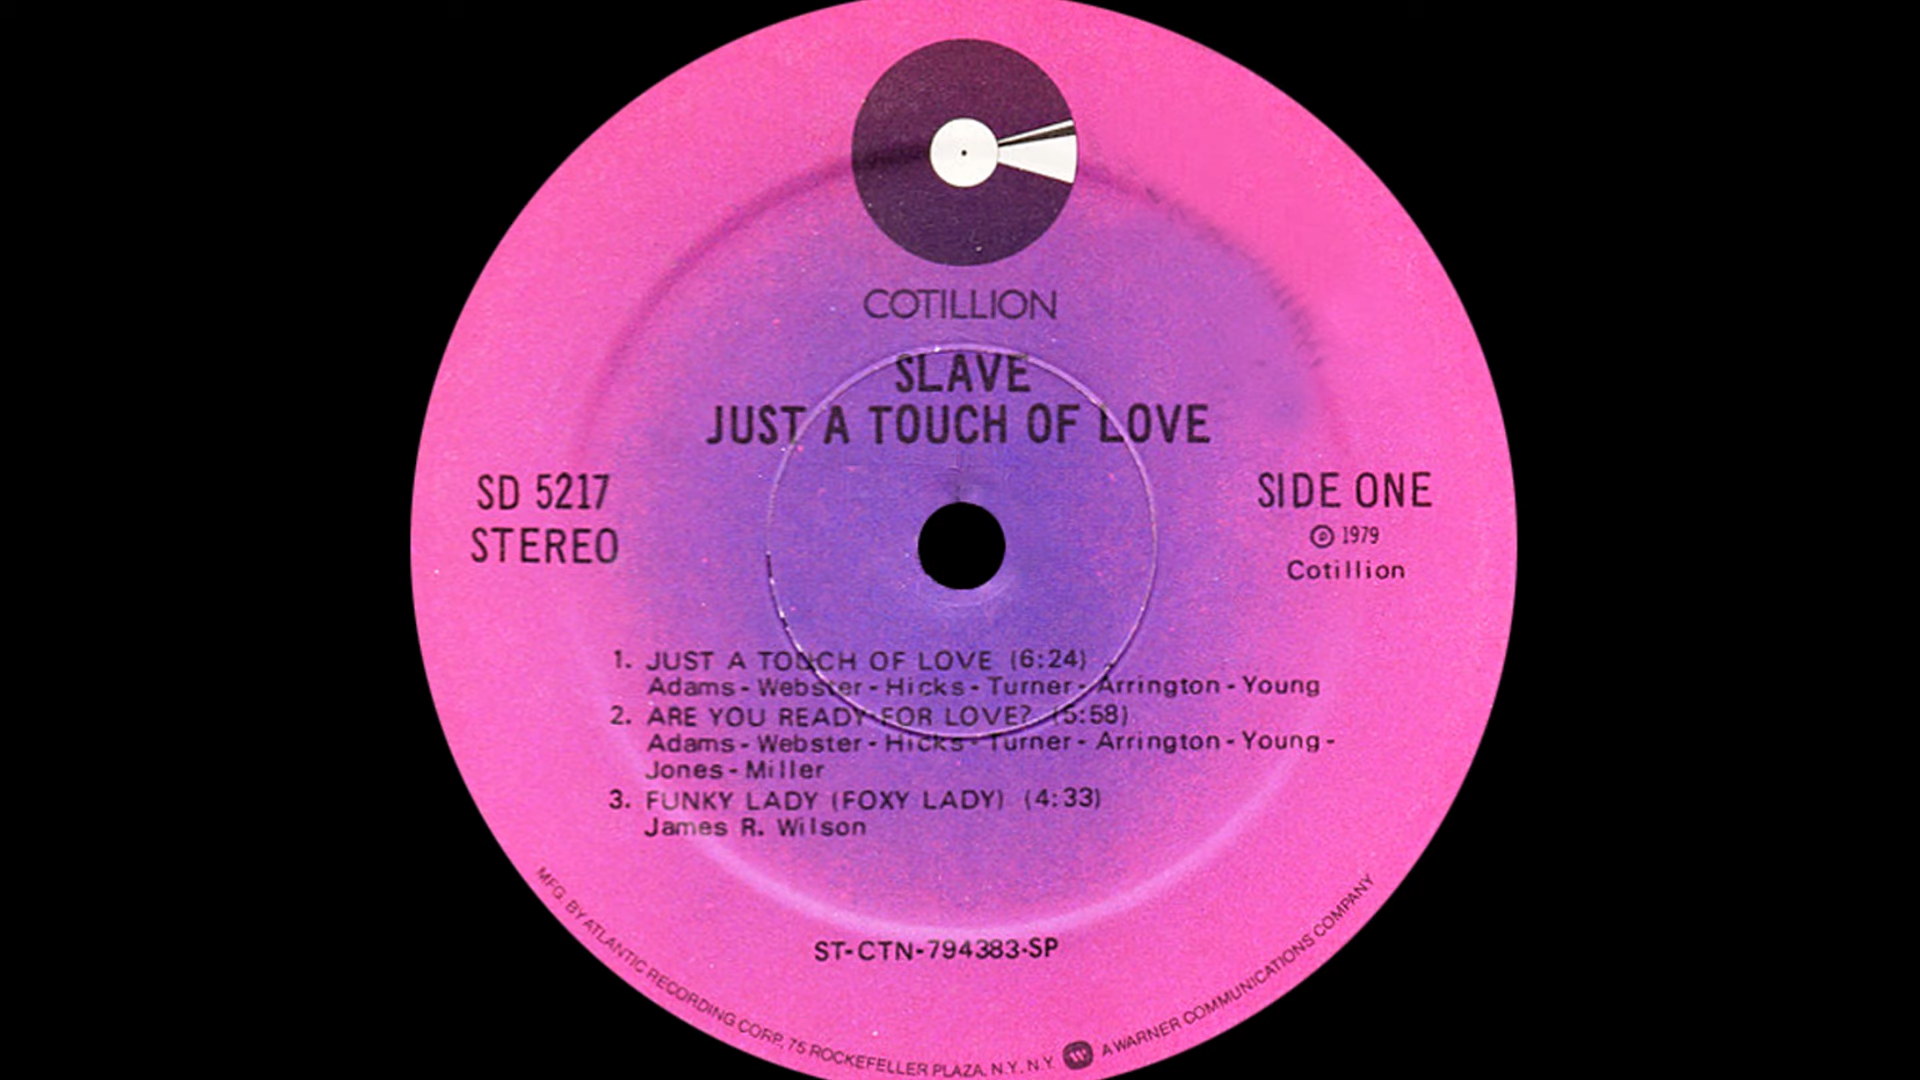 COTILLION
SLAVE
JUST A TOUCH OF LOVE
SD 5217
STEREO
SIDE ONE
℗ 1979
Cotillion
1. JUST A TOUCH OF LOVE (6:24)
Adams - Webster - Hicks - Turner - Arrington - Young
2. ARE YOU READY FOR LOVE? (5:58)
Adams - Webster - Hicks - Turner - Arrington - Young -
Jones - Miller
3. FUNKY LADY (FOXY LADY) (4:33)
James R. Wilson
ST-CTN-794383-SP
MFG. BY ATLANTIC RECORDING CORP., 75 ROCKEFELLER PLAZA, N.Y., N.Y. W A WARNER COMMUNICATIONS COMPANY